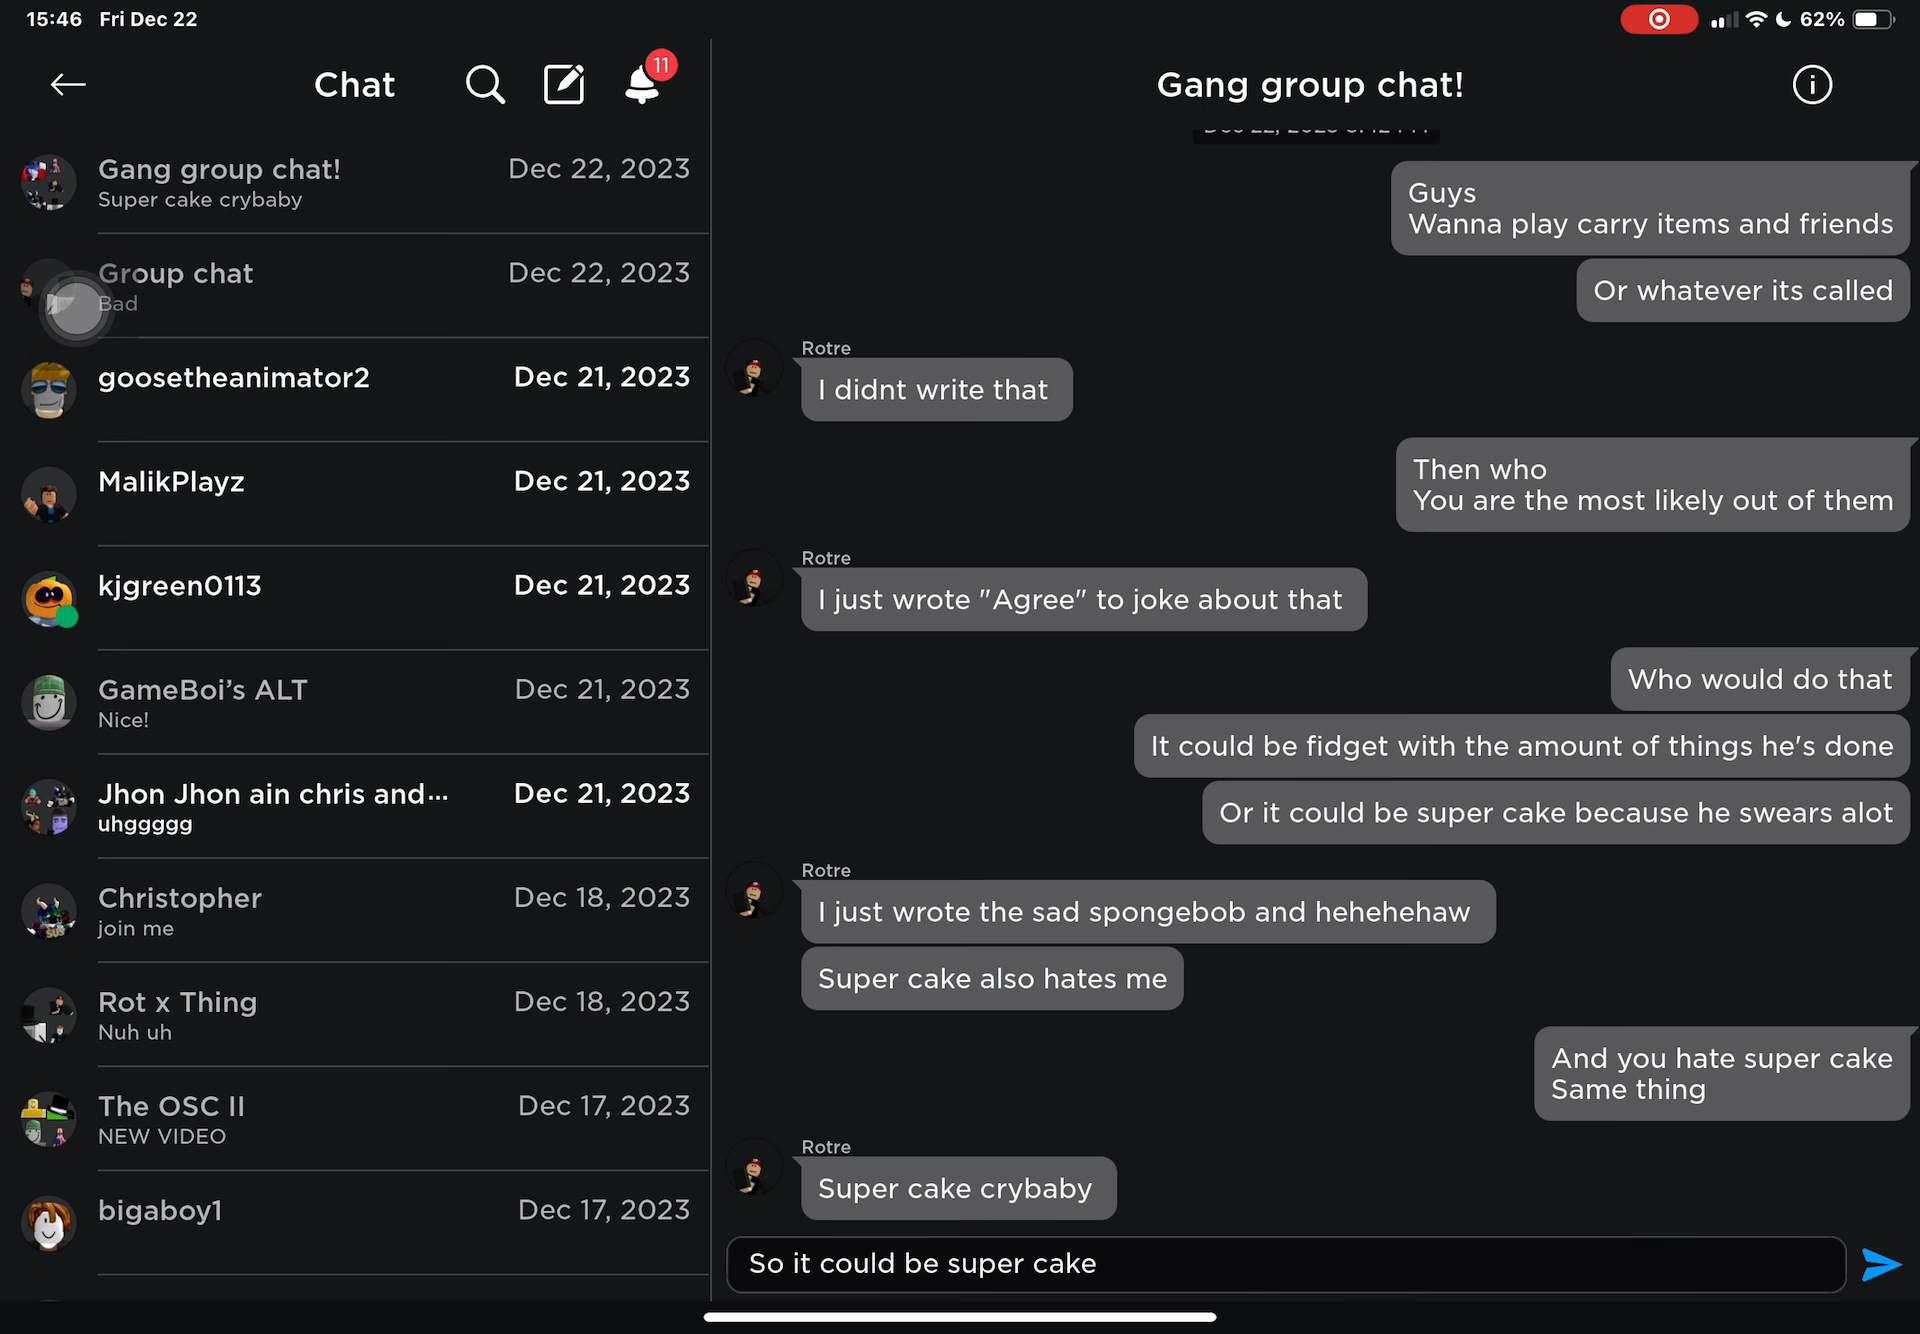 15:46 Fri Dec 22
62%
Chat
11
Gang group chat!
Dec 22, 2023
Super cake crybaby
Group chat
Dec 22, 2023
Bad
goosetheanimator2
Dec 21, 2023
MalikPlayz
Dec 21, 2023
kjgreen0113
Dec 21, 2023
GameBoi’s ALT
Dec 21, 2023
Nice!
Jhon Jhon ain chris and...
Dec 21, 2023
uhggggg
Christopher
Dec 18, 2023
join me
Rot x Thing
Dec 18, 2023
Nuh uh
The OSC II
Dec 17, 2023
NEW VIDEO
bigaboy1
Dec 17, 2023
Gang group chat!
Guys
Wanna play carry items and friends
Or whatever its called
Rotre
I didnt write that
Then who
You are the most likely out of them
Rotre
I just wrote "Agree" to joke about that
Who would do that
It could be fidget with the amount of things he's done
Or it could be super cake because he swears alot
Rotre
I just wrote the sad spongebob and hehehehaw
Super cake also hates me
And you hate super cake
Same thing
Rotre
Super cake crybaby
So it could be super cake